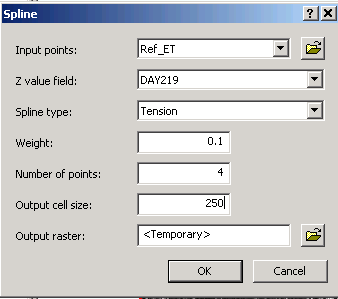 Spline
Input points: Ref_ET
Z value field: DAY219
Spline type: Tension
Weight: 0.1
Number of points: 4
Output cell size: 250
Output raster: <Temporary>
OK Cancel